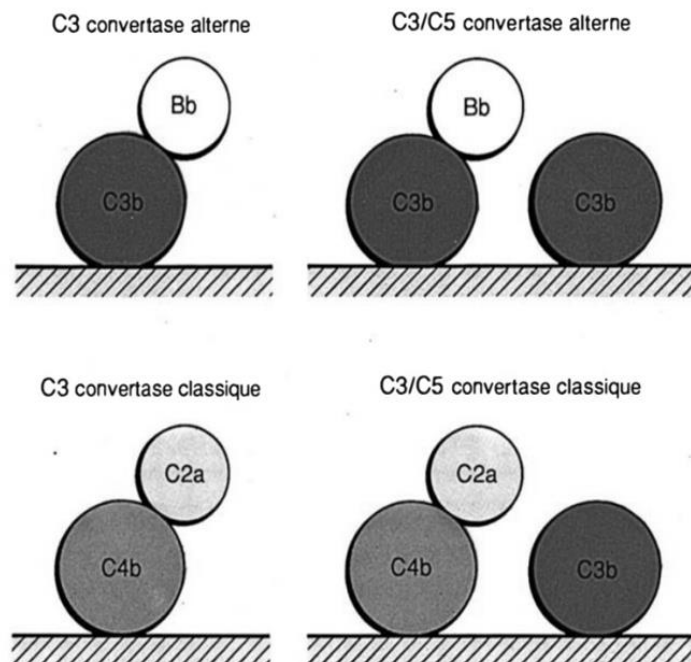 C3 convertase alterne
C3/C5 convertase alterne
Bb
Bb
C3b
C3b
C3b
C3 convertase classique
C3/C5 convertase classique
C2a
C2a
C4b
C4b
C3b